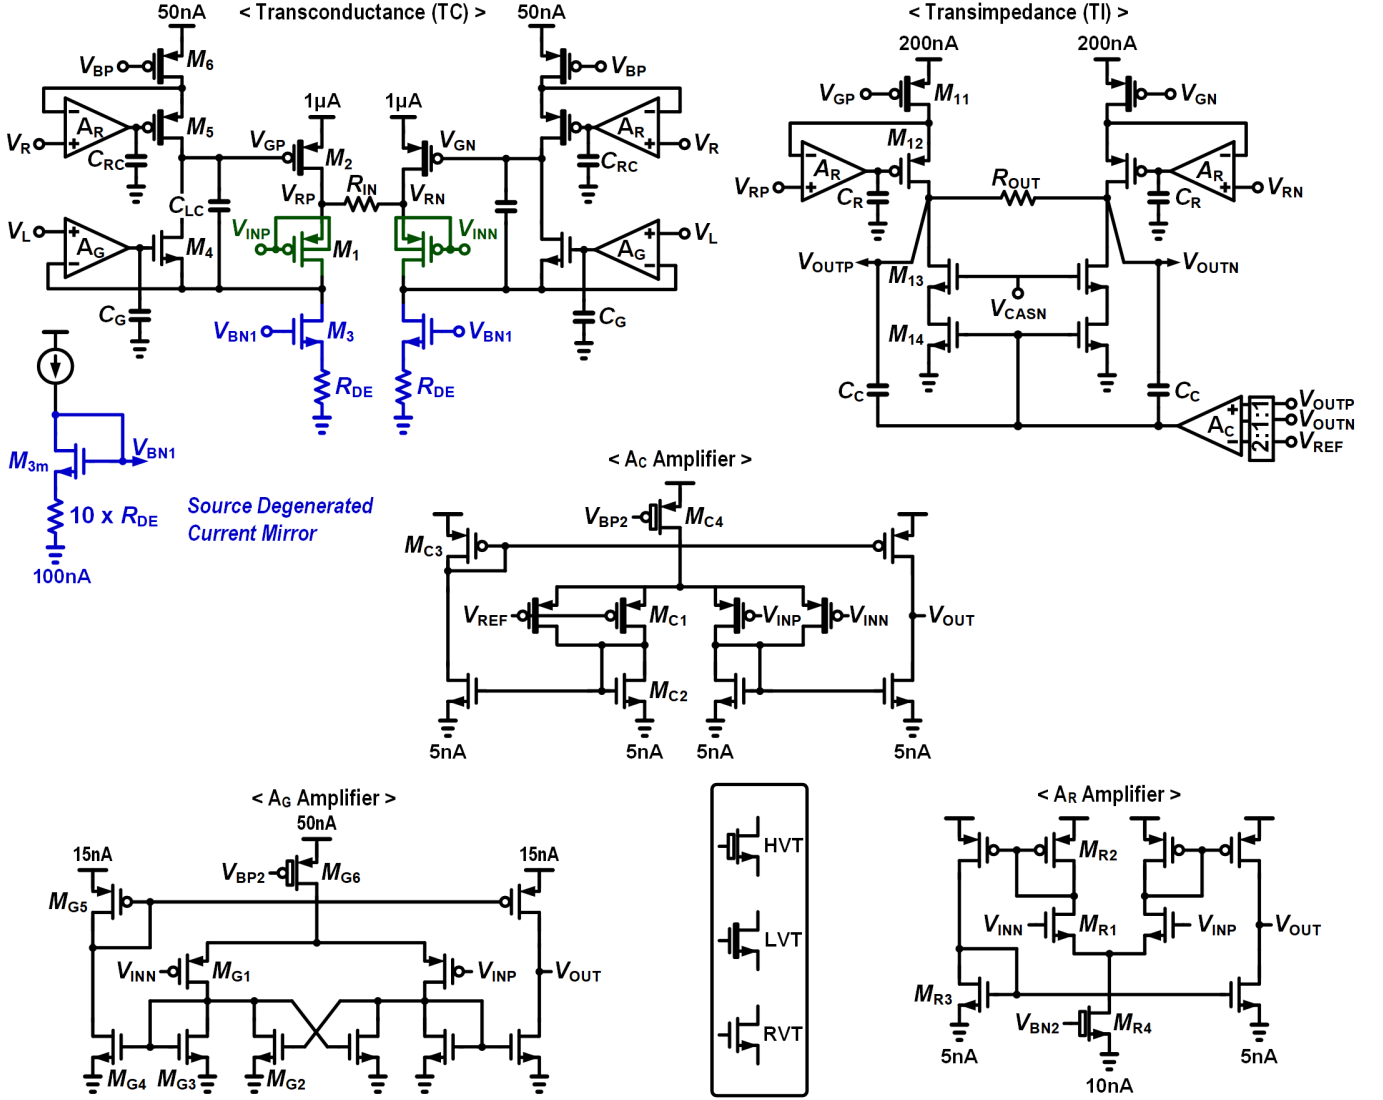 < Transconductance (TC) >
50nA
50nA
VBP
M6
VBP
AR
M5
AR
VR
VR
CRC
CRC
1µA
1µA
VGP
M2
VGN
VRP
RIN
VRN
CLC
VINP
M1
VINN
VL
AG
M4
AG
VL
CG
CG
VBN1
M3
VBN1
RDE
RDE
M3m
VBN1
10 x RDE
100nA
Source Degenerated
Current Mirror
< Transimpedance (TI) >
200nA
200nA
VGP
M11
VGN
M12
AR
AR
VRP
CR
ROUT
CR
VRN
VOUTP
VOUTN
M13
VCASN
M14
CC
CC
AC
2:1:1
VOUTP
VOUTN
VREF
< AC Amplifier >
VBP2
MC4
MC3
VREF
MC1
VINP
VINN
VOUT
MC2
5nA
5nA
5nA
5nA
< AG Amplifier >
50nA
15nA
15nA
VBP2
MG6
MG5
VINN
MG1
VINP
VOUT
MG4
MG3
MG2
HVT
LVT
RVT
< AR Amplifier >
MR2
VINN
MR1
VINP
VOUT
MR3
VBN2
MR4
5nA
5nA
10nA